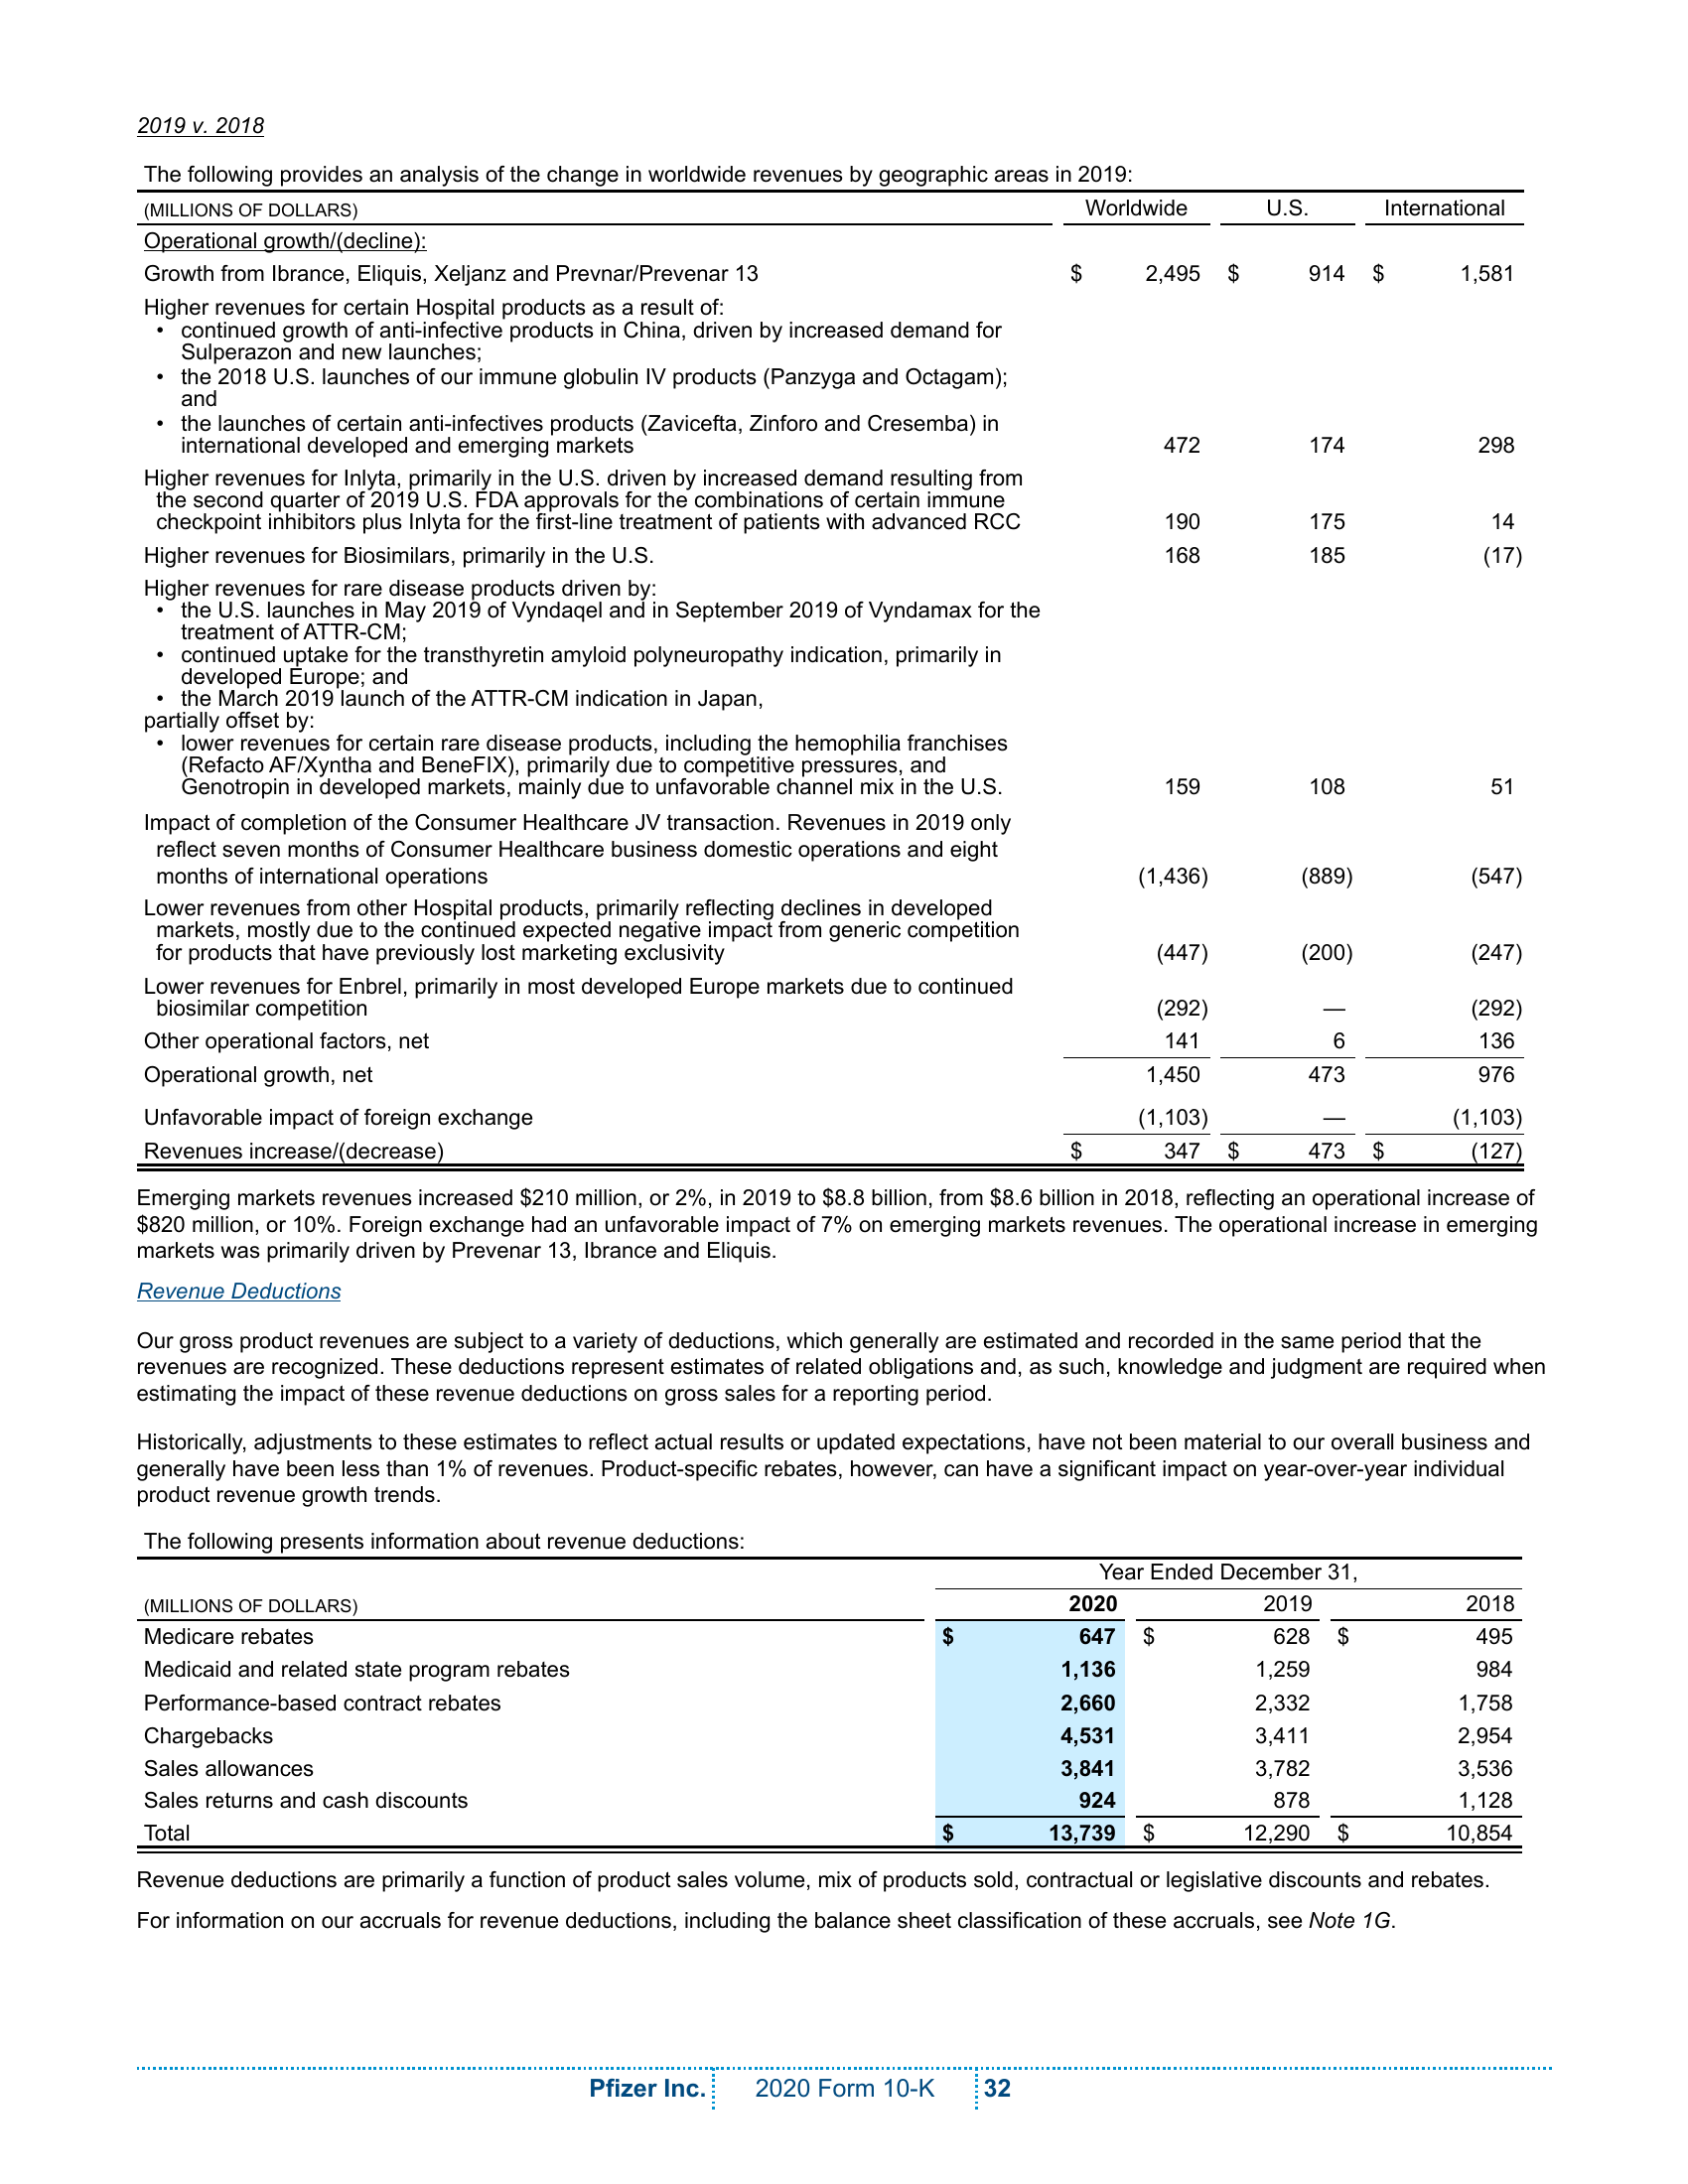 2019 v. 2018
The following provides an analysis of the change in worldwide revenues by geographic areas in 2019:
(MILLIONS OF DOLLARS) Worldwide U.S. International
Operational growth/(decline):
Growth from Ibrance, Eliquis, Xeljanz and Prevnar/Prevenar 13 $ 2,495 $ 914 $ 1,581
Higher revenues for certain Hospital products as a result of:
• continued growth of anti-infective products in China, driven by increased demand for
Sulperazon and new launches;
• the 2018 U.S. launches of our immune globulin IV products (Panzyga and Octagam);
and
• the launches of certain anti-infectives products (Zavicefta, Zinforo and Cresemba) in
international developed and emerging markets 472 174 298
Higher revenues for Inlyta, primarily in the U.S. driven by increased demand resulting from
the second quarter of 2019 U.S. FDA approvals for the combinations of certain immune
checkpoint inhibitors plus Inlyta for the first-line treatment of patients with advanced RCC 190 175 14
Higher revenues for Biosimilars, primarily in the U.S. 168 185 (17)
Higher revenues for rare disease products driven by:
• the U.S. launches in May 2019 of Vyndaqel and in September 2019 of Vyndamax for the
treatment of ATTR-CM;
• continued uptake for the transthyretin amyloid polyneuropathy indication, primarily in
developed Europe; and
• the March 2019 launch of the ATTR-CM indication in Japan,
partially offset by:
• lower revenues for certain rare disease products, including the hemophilia franchises
(Refacto AF/Xyntha and BeneFIX), primarily due to competitive pressures, and
Genotropin in developed markets, mainly due to unfavorable channel mix in the U.S. 159 108 51
Impact of completion of the Consumer Healthcare JV transaction. Revenues in 2019 only
reflect seven months of Consumer Healthcare business domestic operations and eight
months of international operations (1,436) (889) (547)
Lower revenues from other Hospital products, primarily reflecting declines in developed
markets, mostly due to the continued expected negative impact from generic competition
for products that have previously lost marketing exclusivity (447) (200) (247)
Lower revenues for Enbrel, primarily in most developed Europe markets due to continued
biosimilar competition (292) — (292)
Other operational factors, net 141 6 136
Operational growth, net 1,450 473 976
Unfavorable impact of foreign exchange (1,103) — (1,103)
Revenues increase/(decrease) $ 347 $ 473 $ (127)
Emerging markets revenues increased $210 million, or 2%, in 2019 to $8.8 billion, from $8.6 billion in 2018, reflecting an operational increase of
$820 million, or 10%. Foreign exchange had an unfavorable impact of 7% on emerging markets revenues. The operational increase in emerging
markets was primarily driven by Prevenar 13, Ibrance and Eliquis.
Revenue Deductions
Our gross product revenues are subject to a variety of deductions, which generally are estimated and recorded in the same period that the
revenues are recognized. These deductions represent estimates of related obligations and, as such, knowledge and judgment are required when
estimating the impact of these revenue deductions on gross sales for a reporting period.
Historically, adjustments to these estimates to reflect actual results or updated expectations, have not been material to our overall business and
generally have been less than 1% of revenues. Product-specific rebates, however, can have a significant impact on year-over-year individual
product revenue growth trends.
The following presents information about revenue deductions:
Year Ended December 31,
(MILLIONS OF DOLLARS) 2020 2019 2018
Medicare rebates $ 647 $ 628 $ 495
Medicaid and related state program rebates 1,136 1,259 984
Performance-based contract rebates 2,660 2,332 1,758
Chargebacks 4,531 3,411 2,954
Sales allowances 3,841 3,782 3,536
Sales returns and cash discounts 924 878 1,128
Total $ 13,739 $ 12,290 $ 10,854
Revenue deductions are primarily a function of product sales volume, mix of products sold, contractual or legislative discounts and rebates.
For information on our accruals for revenue deductions, including the balance sheet classification of these accruals, see Note 1G.
Pfizer Inc. 2020 Form 10-K 32